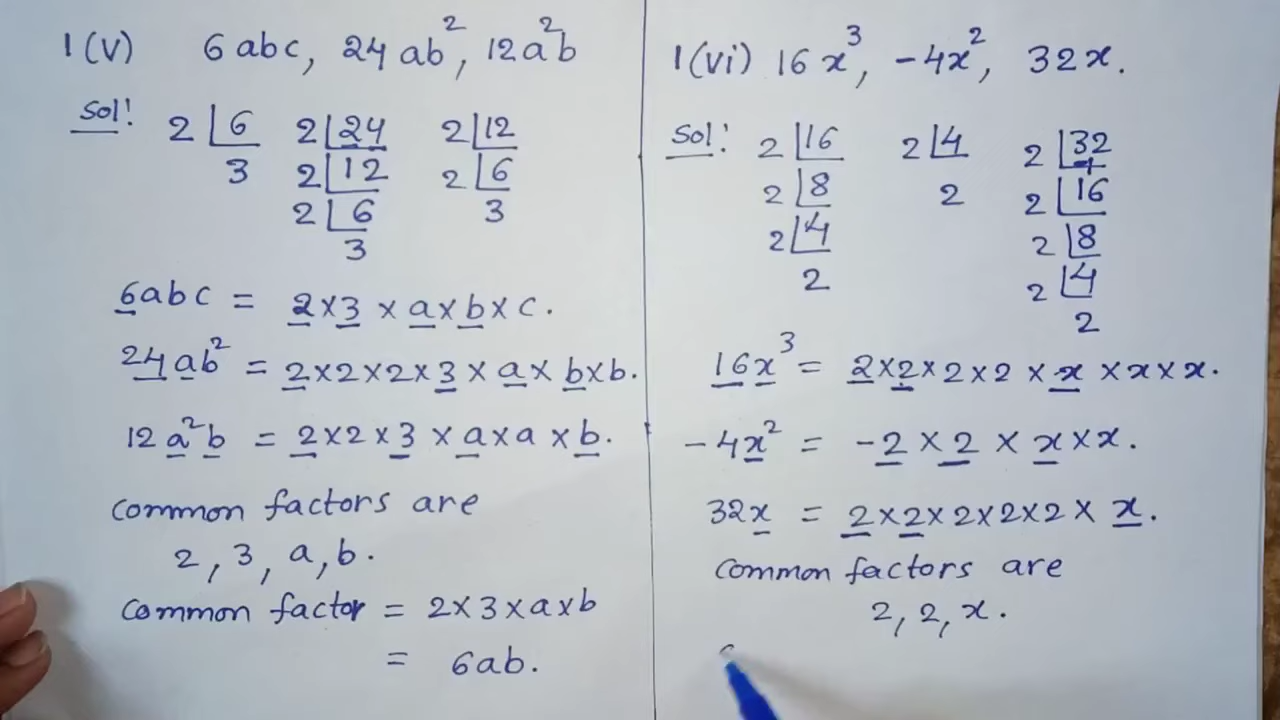 1(v) 6abc, 24ab², 12a²b
Sol!
2 6
3
2 24
2 12
2 6
3
2 12
2 6
3
6abc = 2×3×a×b×c.
24ab² = 2×2×2×3×a×b×b.
12a²b = 2×2×3×a×a×b.
Common factors are
2, 3, a, b.
Common factor = 2×3×a×b
= 6ab.
1(vi) 16x³, -4x², 32x.
Sol!
2 16
2 8
2 4
2
2 4
2
2 32
2 16
2 8
2 4
2
16x³ = 2×2×2×2×x×x×x.
-4x² = -2×2×x×x.
32x = 2×2×2×2×2×x.
Common factors are
2, 2, x.